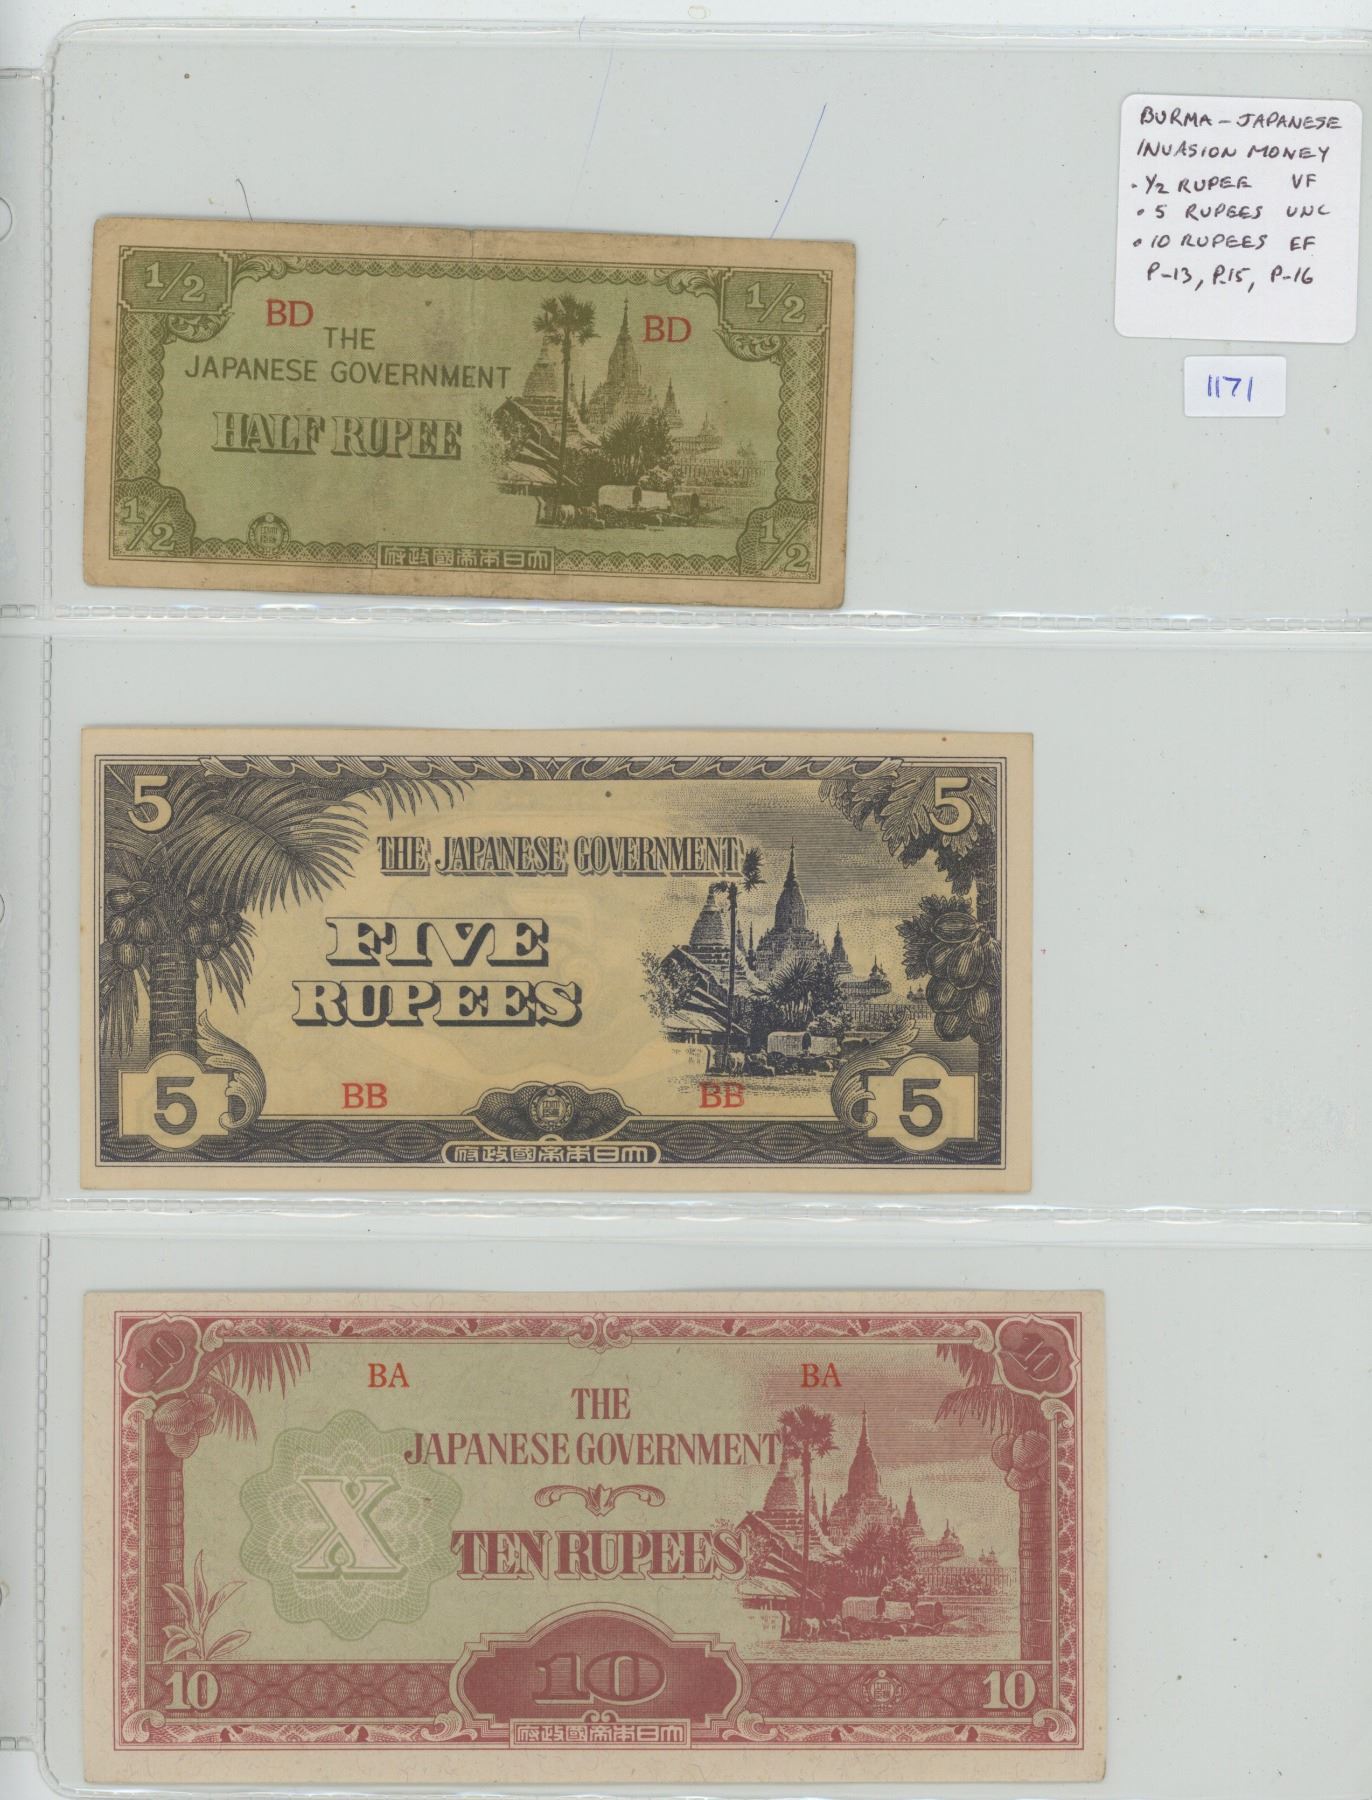 BURMA - JAPANESE
INVASION MONEY
• 1/2 RUPEE VF
• 5 RUPEES UNC
• 10 RUPEES EF
P-13, P-15, P-16
1171
1/2 1/2
BD BD
THE
JAPANESE GOVERNMENT
HALF RUPEE
1/2 1/2
府政國帝本日大
5 5
THE JAPANESE GOVERNMENT
FIVE
RUPEES
BB BB
5 5
府政國帝本日大
10 10
BA BA
THE
JAPANESE GOVERNMENT
X
TEN RUPEES
10 10 10
府政國帝本日大